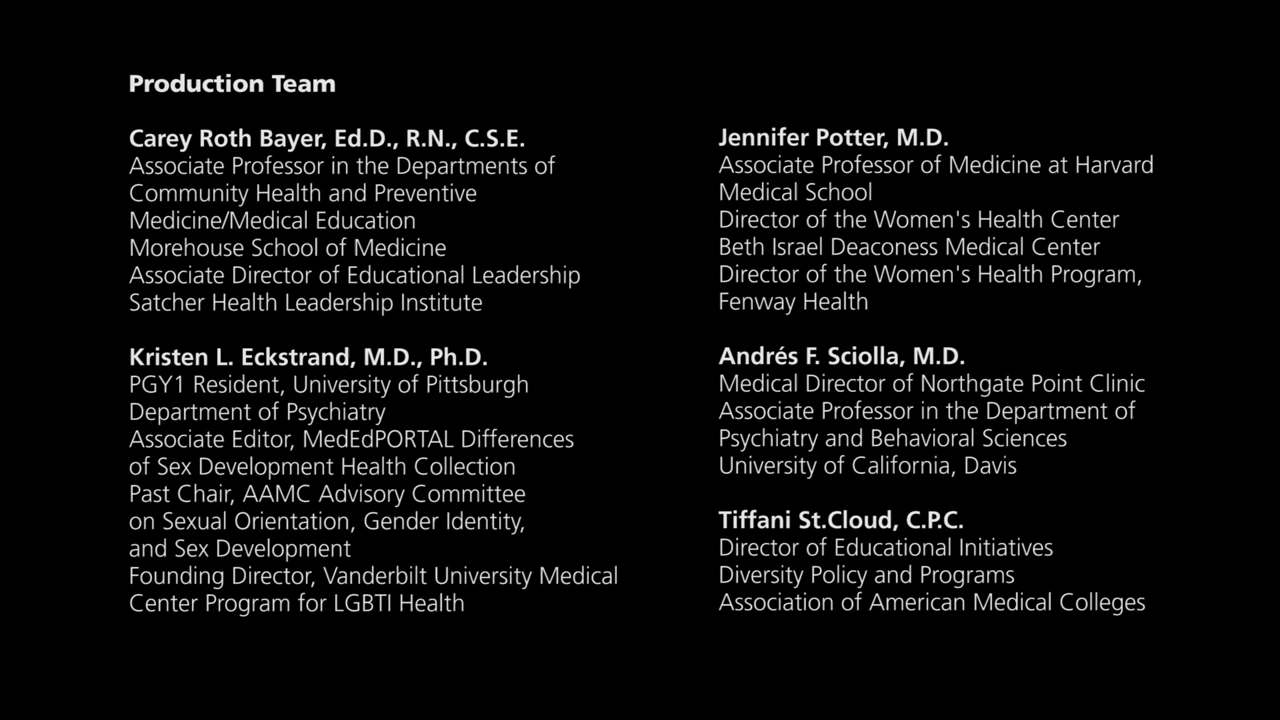 Production Team
Carey Roth Bayer, Ed.D., R.N., C.S.E.
Associate Professor in the Departments of
Community Health and Preventive
Medicine/Medical Education
Morehouse School of Medicine
Associate Director of Educational Leadership
Satcher Health Leadership Institute
Kristen L. Eckstrand, M.D., Ph.D.
PGY1 Resident, University of Pittsburgh
Department of Psychiatry
Associate Editor, MedEdPORTAL Differences
of Sex Development Health Collection
Past Chair, AAMC Advisory Committee
on Sexual Orientation, Gender Identity,
and Sex Development
Founding Director, Vanderbilt University Medical
Center Program for LGBTI Health
Jennifer Potter, M.D.
Associate Professor of Medicine at Harvard
Medical School
Director of the Women's Health Center
Beth Israel Deaconess Medical Center
Director of the Women's Health Program,
Fenway Health
Andrés F. Sciolla, M.D.
Medical Director of Northgate Point Clinic
Associate Professor in the Department of
Psychiatry and Behavioral Sciences
University of California, Davis
Tiffani St.Cloud, C.P.C.
Director of Educational Initiatives
Diversity Policy and Programs
Association of American Medical Colleges